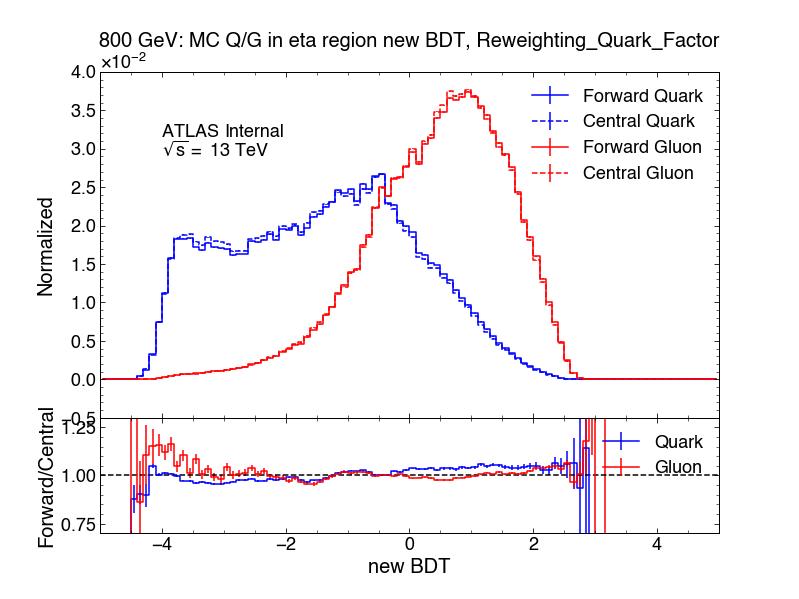 800 GeV: MC Q/G in eta region new BDT, Reweighting_Quark_Factor
×10⁻²
4.0
3.5
3.0
2.5
2.0
1.5
1.0
0.5
0.0
−0.5
Normalized
ATLAS Internal
√s = 13 TeV
Forward Quark
Central Quark
Forward Gluon
Central Gluon
1.25
1.00
0.75
Forward/Central
Quark
Gluon
−4 −2 0 2 4
new BDT